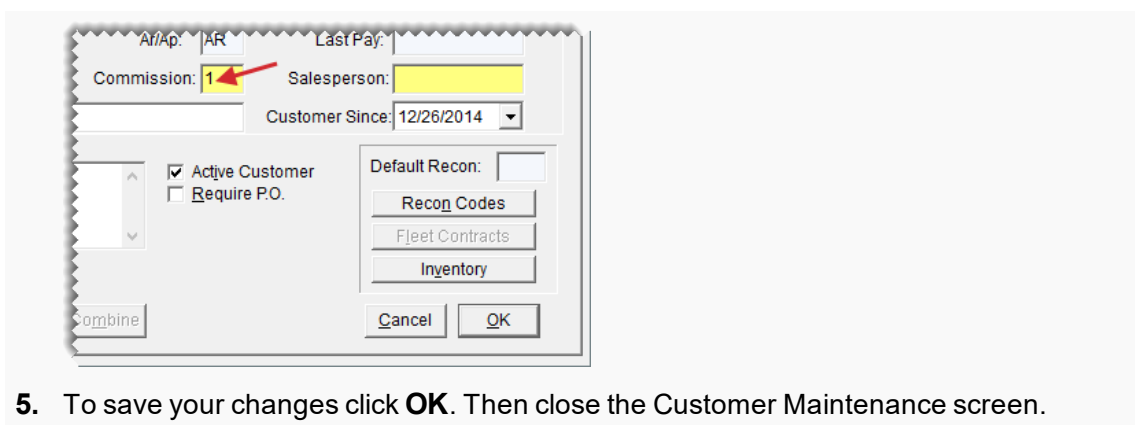 Ar/Ap: AR Last Pay:
Commission: 1 Salesperson:
Customer Since: 12/26/2014
Active Customer Default Recon:
Require P.O.
Recon Codes
Fleet Contracts
Inventory
Combine Cancel OK
5. To save your changes click OK. Then close the Customer Maintenance screen.